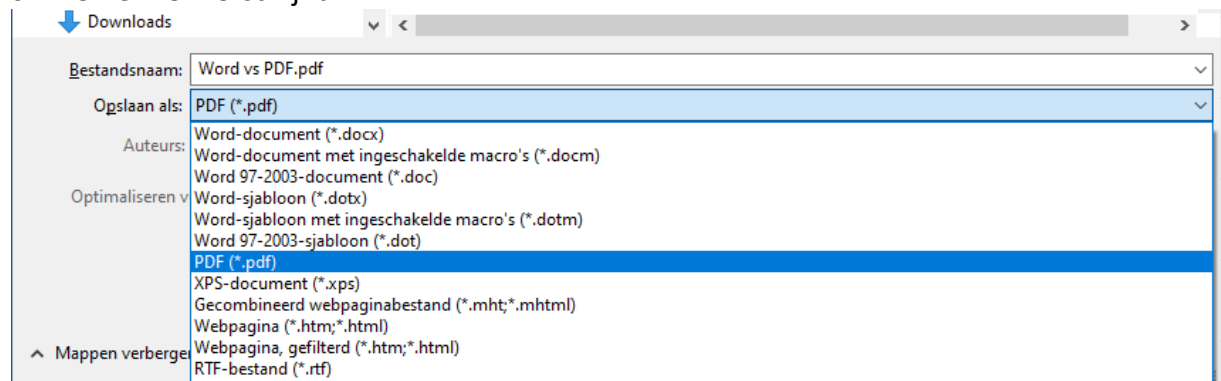 Downloads
Bestandsnaam: Word vs PDF.pdf
Opslaan als: PDF (*.pdf)
Word-document (*.docx)
Auteurs:
Word-document met ingeschakelde macro's (*.docm)
Word 97-2003-document (*.doc)
Optimaliseren v
Word-sjabloon (*.dotx)
Word-sjabloon met ingeschakelde macro's (*.dotm)
Word 97-2003-sjabloon (*.dot)
PDF (*.pdf)
XPS-document (*.xps)
Gecombineerd webpaginabestand (*.mht;*.mhtml)
Webpagina (*.htm;*.html)
Mappen verberge
Webpagina, gefilterd (*.htm;*.html)
RTF-bestand (*.rtf)